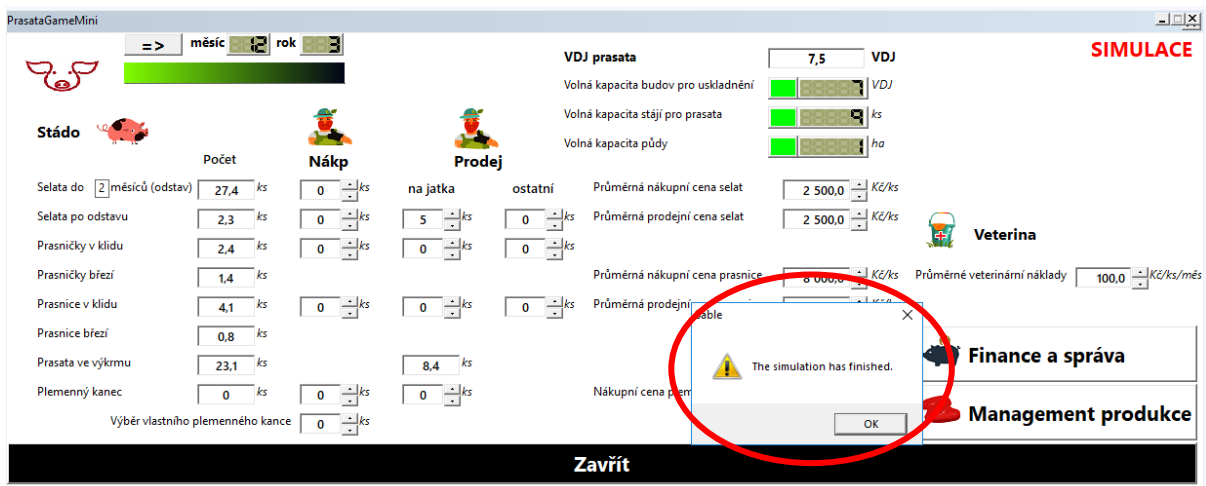 PrasataGameMini
=> měsíc 12 rok 3
VDJ prasata 7,5 VDJ
SIMULACE
Volná kapacita budov pro uskladnění 7 VDJ
Volná kapacita stájí pro prasata 9 ks
Volná kapacita půdy 1 ha
Stádo
Počet Nákp Prodej
Selata do 2 měsíců (odstav) 27,4 ks 0 ks na jatka ostatní Průměrná nákupní cena selat 2 500,0 Kč/ks
Selata po odstavu 2,3 ks 0 ks 5 ks 0 ks Průměrná prodejní cena selat 2 500,0 Kč/ks
Veterina
Prasničky v klidu 2,4 ks 0 ks 0 ks 0 ks
Prasničky březí 1,4 ks Průměrná nákupní cena prasnice 8 000,0 Kč/ks Průměrné veterinární náklady 100,0 Kč/ks/měs
Prasnice v klidu 4,1 ks 0 ks 0 ks 0 ks Průměrná prodejní
Prasnice březí 0,8 ks
Prasata ve výkrmu 23,1 ks 8,4 ks
Plemenný kanec 0 ks 0 ks 0 ks Nákupní cena
Výběr vlastního plemenného kance 0 ks
The simulation has finished.
OK
Finance a správa
Management produkce
Zavřít